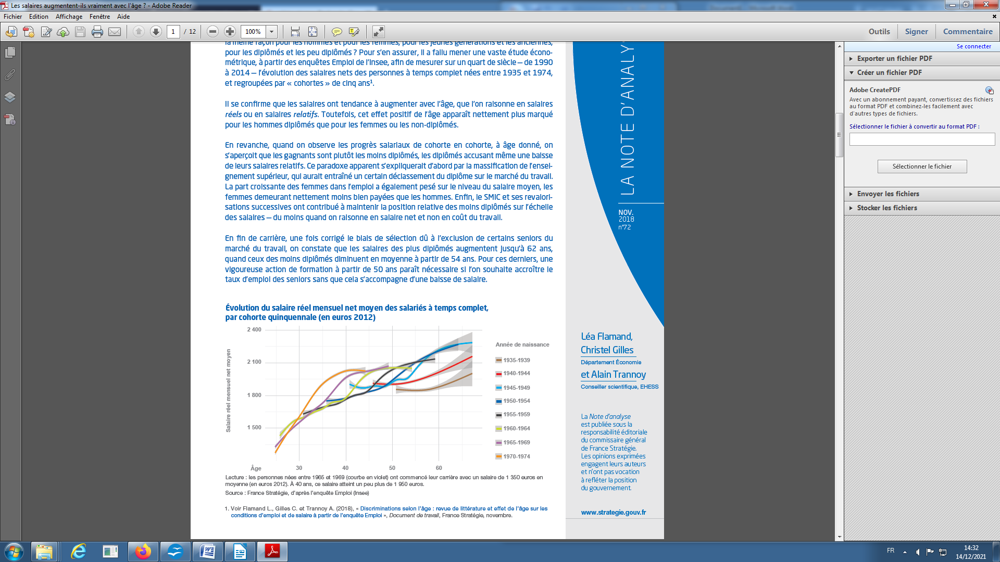 Les salaires augmentent-ils vraiment avec l'âge ? - Adobe Reader
Fichier Edition Affichage Fenêtre Aide
1 / 12 100% Outils Signer Commentaire
la même façon pour les hommes et pour les femmes, pour les jeunes générations et les anciennes,
pour les diplômés et les peu diplômés ? Pour s'en assurer, il a fallu mener une vaste étude écono-
métrique, à partir des enquêtes Emploi de l'Insee, afin de mesurer sur un quart de siècle — de 1990
à 2014 — l'évolution des salaires nets des personnes à temps complet nées entre 1935 et 1974,
et regroupées par « cohortes » de cinq ans¹.
Il se confirme que les salaires ont tendance à augmenter avec l'âge, que l'on raisonne en salaires
réels ou en salaires relatifs. Toutefois, cet effet positif de l'âge apparaît nettement plus marqué
pour les hommes diplômés que pour les femmes ou les non-diplômés.
En revanche, quand on observe les progrès salariaux de cohorte en cohorte, à âge donné, on
s'aperçoit que les gagnants sont plutôt les moins diplômés, les diplômés accusant même une baisse
de leurs salaires relatifs. Ce paradoxe apparent s'expliquerait d'abord par la massification de l'ensei-
gnement supérieur, qui aurait entraîné un certain déclassement du diplôme sur le marché du travail.
La part croissante des femmes dans l'emploi a également pesé sur le niveau du salaire moyen, les
femmes demeurant nettement moins bien payées que les hommes. Enfin, le SMIC et ses revalori-
sations successives ont contribué à maintenir la position relative des moins diplômés sur l'échelle
des salaires — du moins quand on raisonne en salaire net et non en coût du travail.
En fin de carrière, une fois corrigé le biais de sélection dû à l'exclusion de certains seniors du
marché du travail, on constate que les salaires des plus diplômés augmentent jusqu'à 62 ans,
quand ceux des moins diplômés diminuent en moyenne à partir de 54 ans. Pour ces derniers, une
vigoureuse action de formation à partir de 50 ans paraît nécessaire si l'on souhaite accroître le
taux d'emploi des seniors sans que cela s'accompagne d'une baisse de salaire.
Évolution du salaire réel mensuel net moyen des salariés à temps complet,
par cohorte quinquennale (en euros 2012)
Salaire réel mensuel net moyen
2 400
2 100
1 800
1 500
Âge 30 40 50 60
Année de naissance
1935-1939
1940-1944
1945-1949
1950-1954
1955-1959
1960-1964
1965-1969
1970-1974
Lecture : les personnes nées entre 1965 et 1969 (courbe en violet) ont commencé leur carrière avec un salaire de 1 350 euros en
moyenne (en euros 2012). À 40 ans, ce salaire atteint un peu plus de 1 950 euros.
Source : France Stratégie, d'après l'enquête Emploi (Insee)
1. Voir Flamand L., Gilles C. et Trannoy A. (2018), « Discriminations selon l'âge : revue de littérature et effet de l'âge sur les
conditions d'emploi et de salaire à partir de l'enquête Emploi », Document de travail, France Stratégie, novembre.
LA NOTE D'ANALY
NOV.
2018
n°72
Léa Flamand,
Christel Gilles
Département Économie
et Alain Trannoy
Conseiller scientifique, EHESS
La Note d'analyse
est publiée sous la
responsabilité éditoriale
du commissaire général
de France Stratégie.
Les opinions exprimées
engagent leurs auteurs
et n'ont pas vocation
à refléter la position
du gouvernement.
www.strategie.gouv.fr
Se connecter
Exporter un fichier PDF
Créer un fichier PDF
Adobe CreatePDF
Avec un abonnement payant, convertissez des fichiers
au format PDF et combinez-les facilement avec
d'autres types de fichiers.
Sélectionner le fichier à convertir au format PDF :
Sélectionner le fichier
Envoyer les fichiers
Stocker les fichiers
FR
14:32
14/12/2021